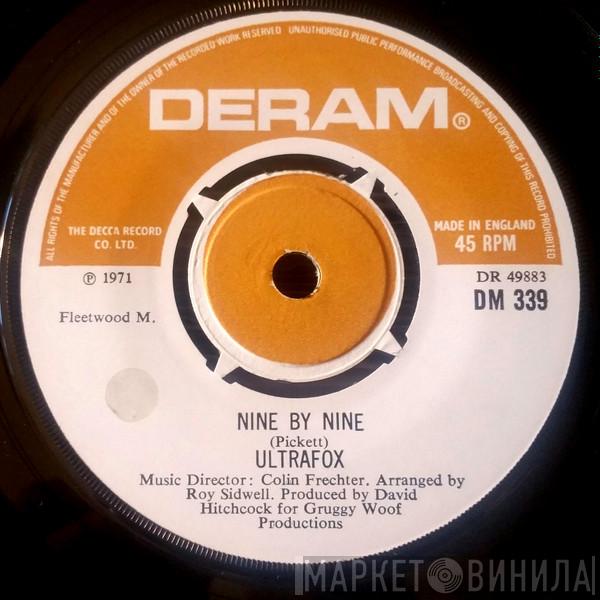 ALL RIGHTS OF THE MANUFACTURER AND OF THE OWNER OF THE RECORDED WORK RESERVED UNAUTHORISED PUBLIC PERFORMANCE BROADCASTING AND COPYING OF THIS RECORD PROHIBITED
DERAM®
THE DECCA RECORD
CO. LTD.
MADE IN ENGLAND
45 RPM
℗ 1971
DR 49883
DM 339
Fleetwood M.
NINE BY NINE
(Pickett)
ULTRAFOX
Music Director: Colin Frechter. Arranged by
Roy Sidwell. Produced by David
Hitchcock for Gruggy Woof
Productions
МАРКЕТ ВИНИЛА